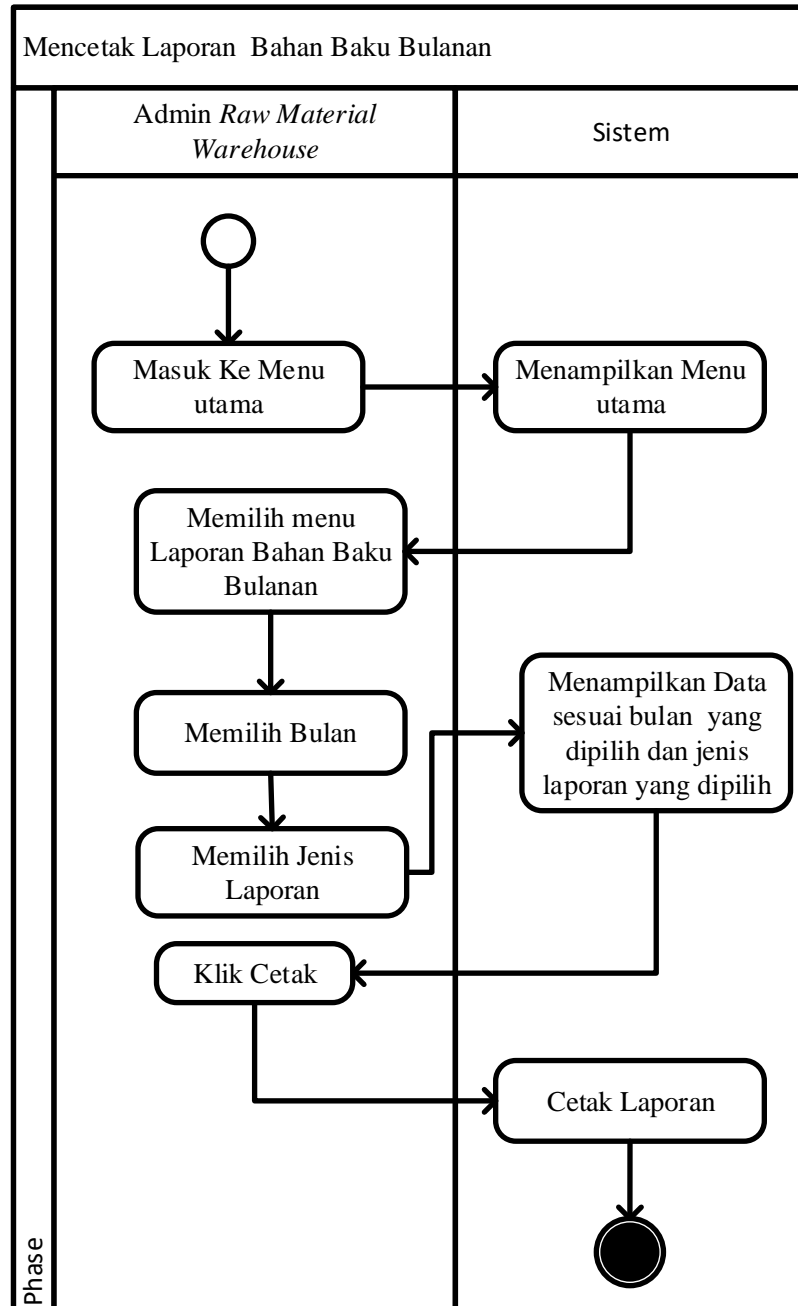 Mencetak Laporan Bahan Baku Bulanan
Admin Raw Material
Warehouse
Sistem
Masuk Ke Menu
utama
Menampilkan Menu
utama
Memilih menu
Laporan Bahan Baku
Bulanan
Memilih Bulan
Menampilkan Data
sesuai bulan yang
dipilih dan jenis
laporan yang dipilih
Memilih Jenis
Laporan
Klik Cetak
Cetak Laporan
Phase